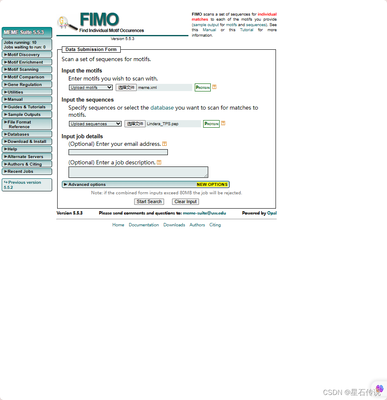 MEME Suite 5.5.3
Jobs running: 10
Jobs waiting to run: 0
Motif Discovery
Motif Enrichment
Motif Scanning
Motif Comparison
Gene Regulation
Utilities
Manual
Guides & Tutorials
Sample Outputs
File Format
Reference
Databases
Download & Install
Help
Alternate Servers
Authors & Citing
Recent Jobs
Previous version
5.5.2
FIMO
Find Individual Motif Occurrences
Version 5.5.3
FIMO scans a set of sequences for individual
matches to each of the motifs you provide
(sample output for motifs and sequences). See
this Manual or this Tutorial for more
information.
Data Submission Form
Scan a set of sequences for motifs.
Input the motifs
Enter motifs you wish to scan with.
Upload motifs 选择文件 meme.xml
Input the sequences
Specify sequences or select the database you want to scan for matches to
motifs.
Upload sequences 选择文件
Input job details
(Optional) Enter your email address.
(Optional) Enter a job description.
Advanced options NEW OPTIONS
Note: if the combined form inputs exceed 80MB the job will be rejected.
Start Search Clear Input
Version 5.5.3 Please send comments and questions to: meme-suite@uw.edu Powered by Opal
Home Documentation Downloads Authors Citing